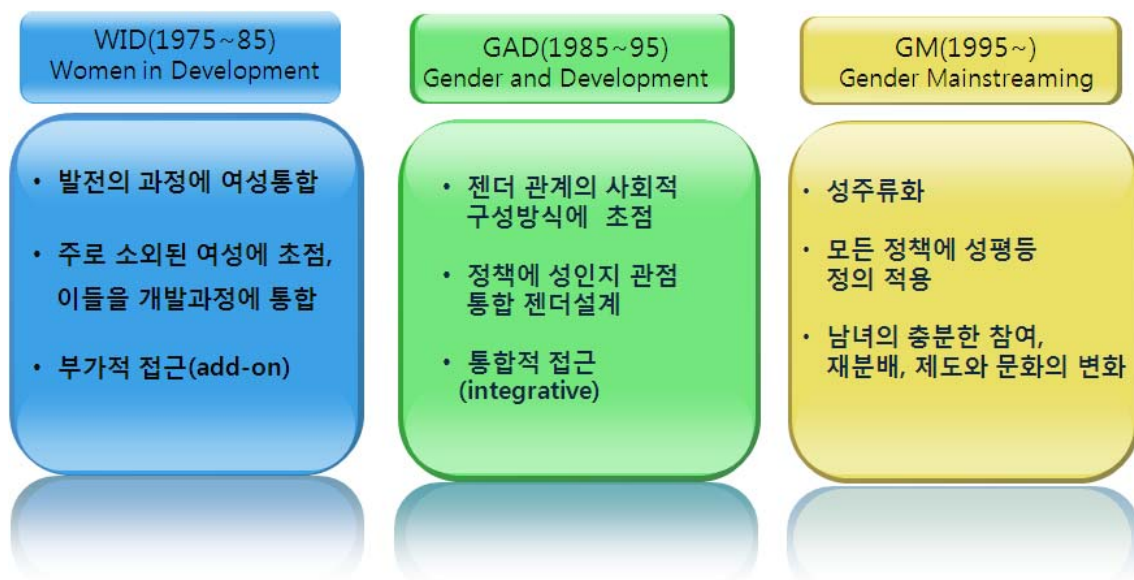 WID(1975~85)
Women in Development
• 발전의 과정에 여성통합
• 주로 소외된 여성에 초점,
이들을 개발과정에 통합
• 부가적 접근(add-on)
GAD(1985~95)
Gender and Development
• 젠더 관계의 사회적
구성방식에 초점
• 정책에 성인지 관점
통합 젠더설계
• 통합적 접근
(integrative)
GM(1995~)
Gender Mainstreaming
• 성주류화
• 모든 정책에 성평등
정의 적용
• 남녀의 충분한 참여,
재분배, 제도와 문화의 변화